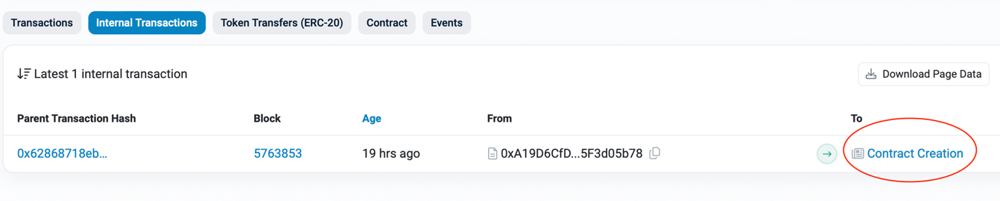 Transactions Internal Transactions Token Transfers (ERC-20) Contract Events
Latest 1 internal transaction Download Page Data
Parent Transaction Hash Block Age From To
0x62868718eb... 5763853 19 hrs ago 0xA19D6CfD...5F3d05b78 Contract Creation